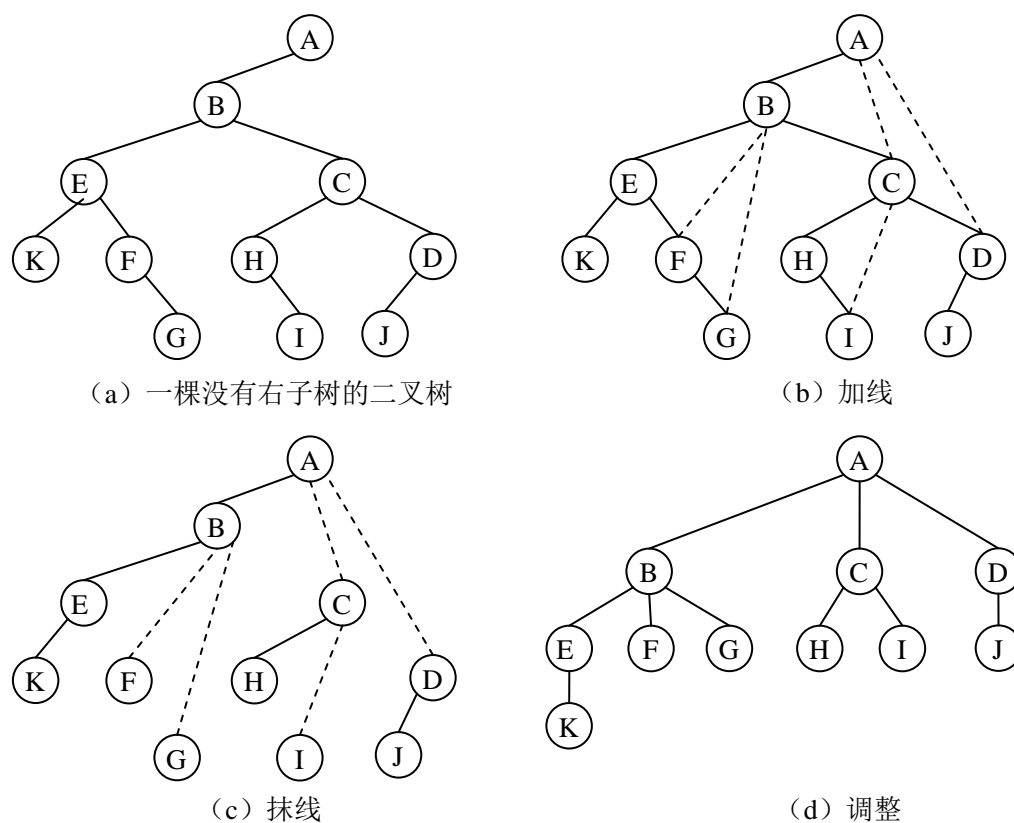 A A
B B
E C E C
K F H D K F H D
G I J G I J
（a）一棵没有右子树的二叉树 （b）加线
A A
B B C D
E C E F G H I J
K F H D K
G I J
（c）抹线 （d）调整